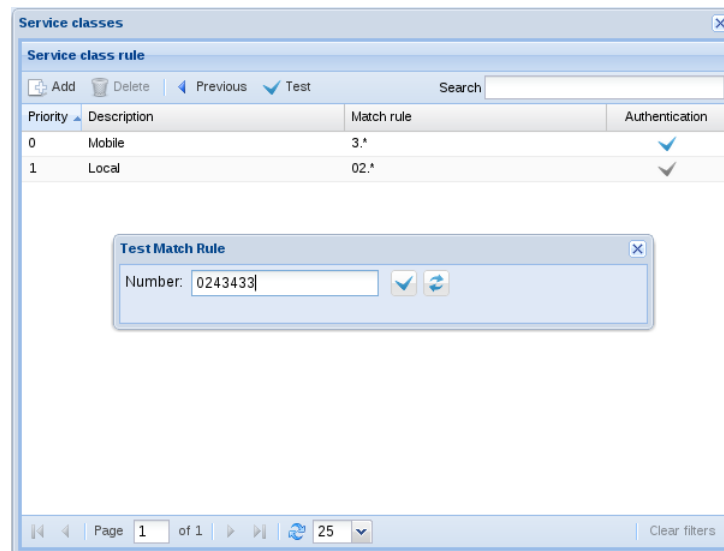 Service classes
Service class rule
Add Delete Previous Test Search
Priority Description Match rule Authentication
0 Mobile 3.*
1 Local 02.*
Test Match Rule
Number: 0243433
Page 1 of 1 25 Clear filters